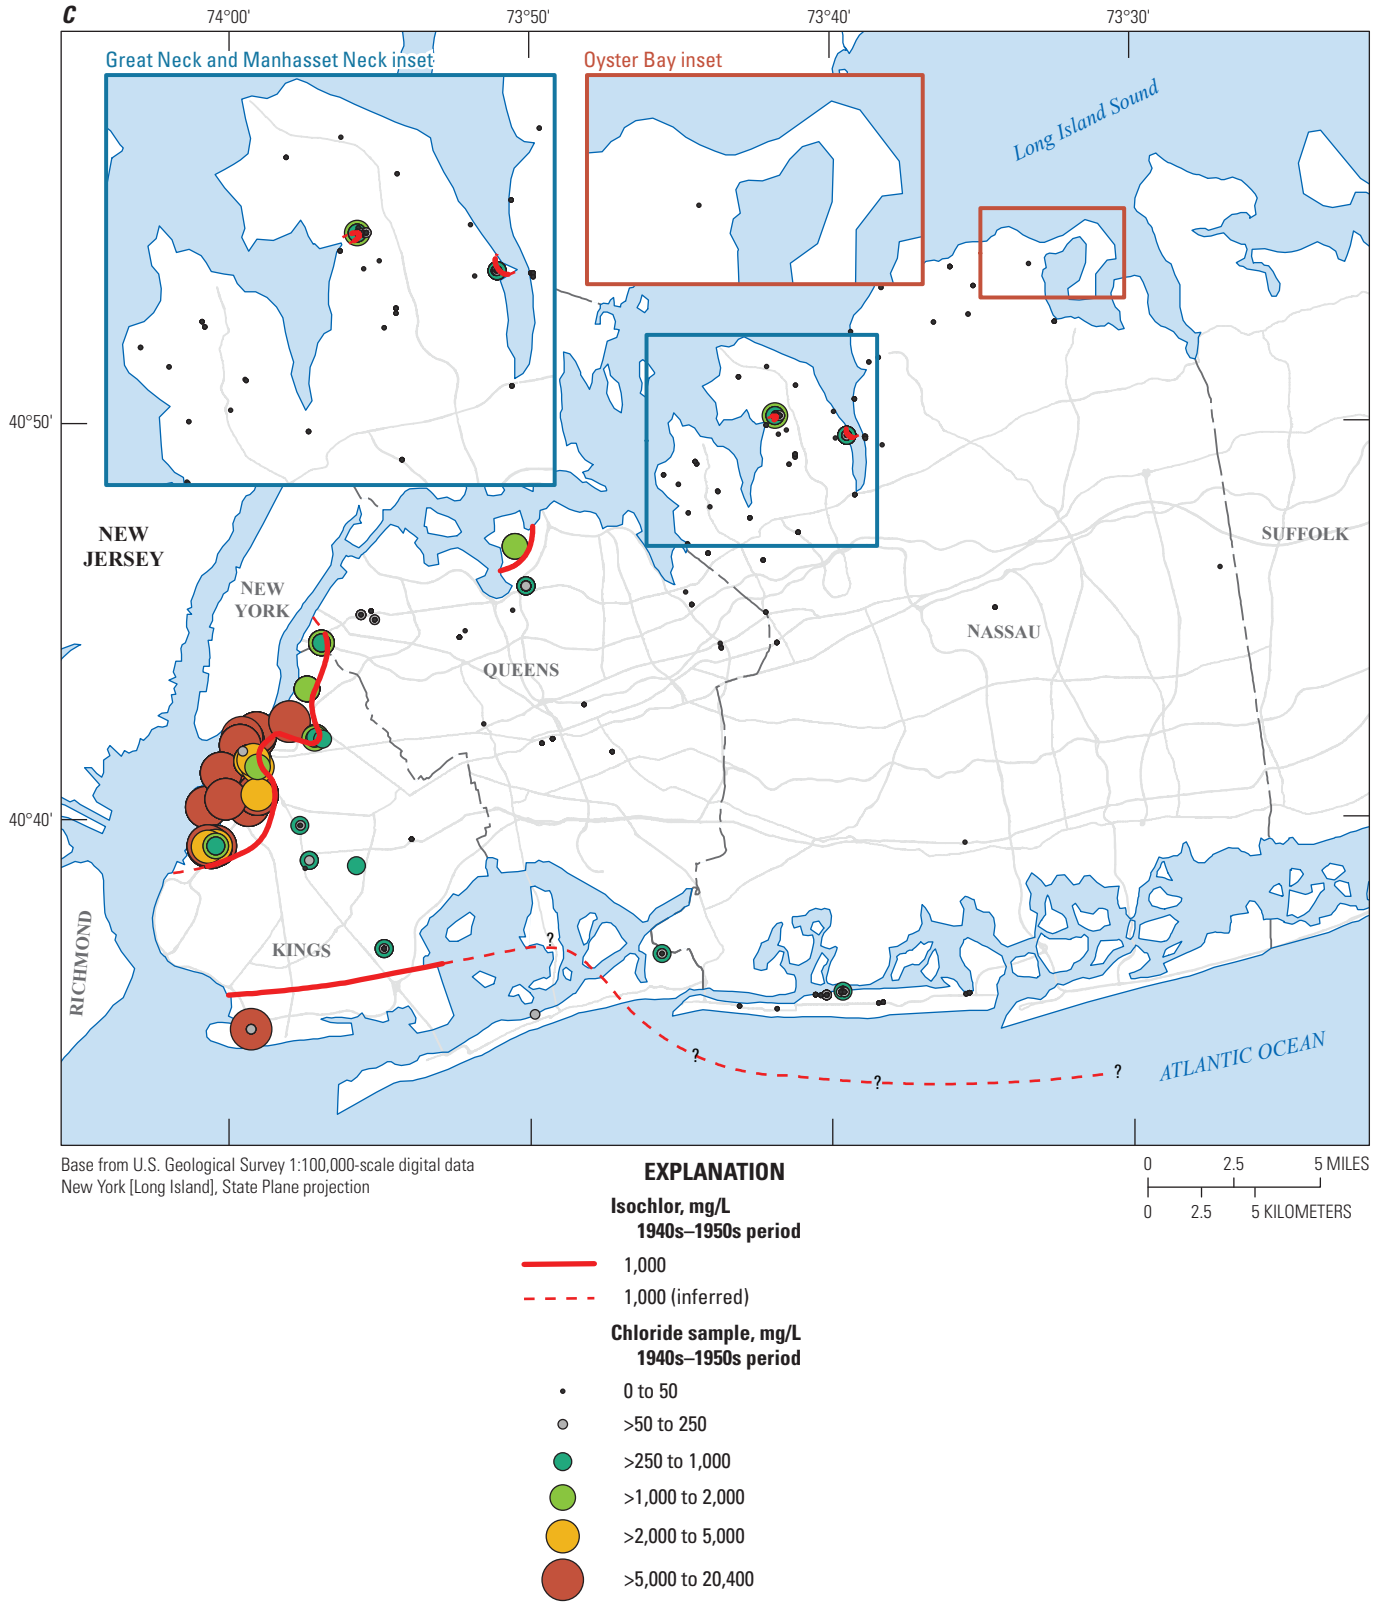 C
74°00'
73°50'
73°40'
73°30'
Great Neck and Manhasset Neck inset
Oyster Bay inset
Long Island Sound
40°50'
NEW
JERSEY
SUFFOLK
NEW
YORK
NASSAU
QUEENS
40°40'
RICHMOND
KINGS
?
?
?
?
ATLANTIC OCEAN
Base from U.S. Geological Survey 1:100,000-scale digital data
New York [Long Island], State Plane projection
0 2.5 5 MILES
0 2.5 5 KILOMETERS
EXPLANATION
Isochlor, mg/L
1940s–1950s period
1,000
1,000 (inferred)
Chloride sample, mg/L
1940s–1950s period
0 to 50
>50 to 250
>250 to 1,000
>1,000 to 2,000
>2,000 to 5,000
>5,000 to 20,400